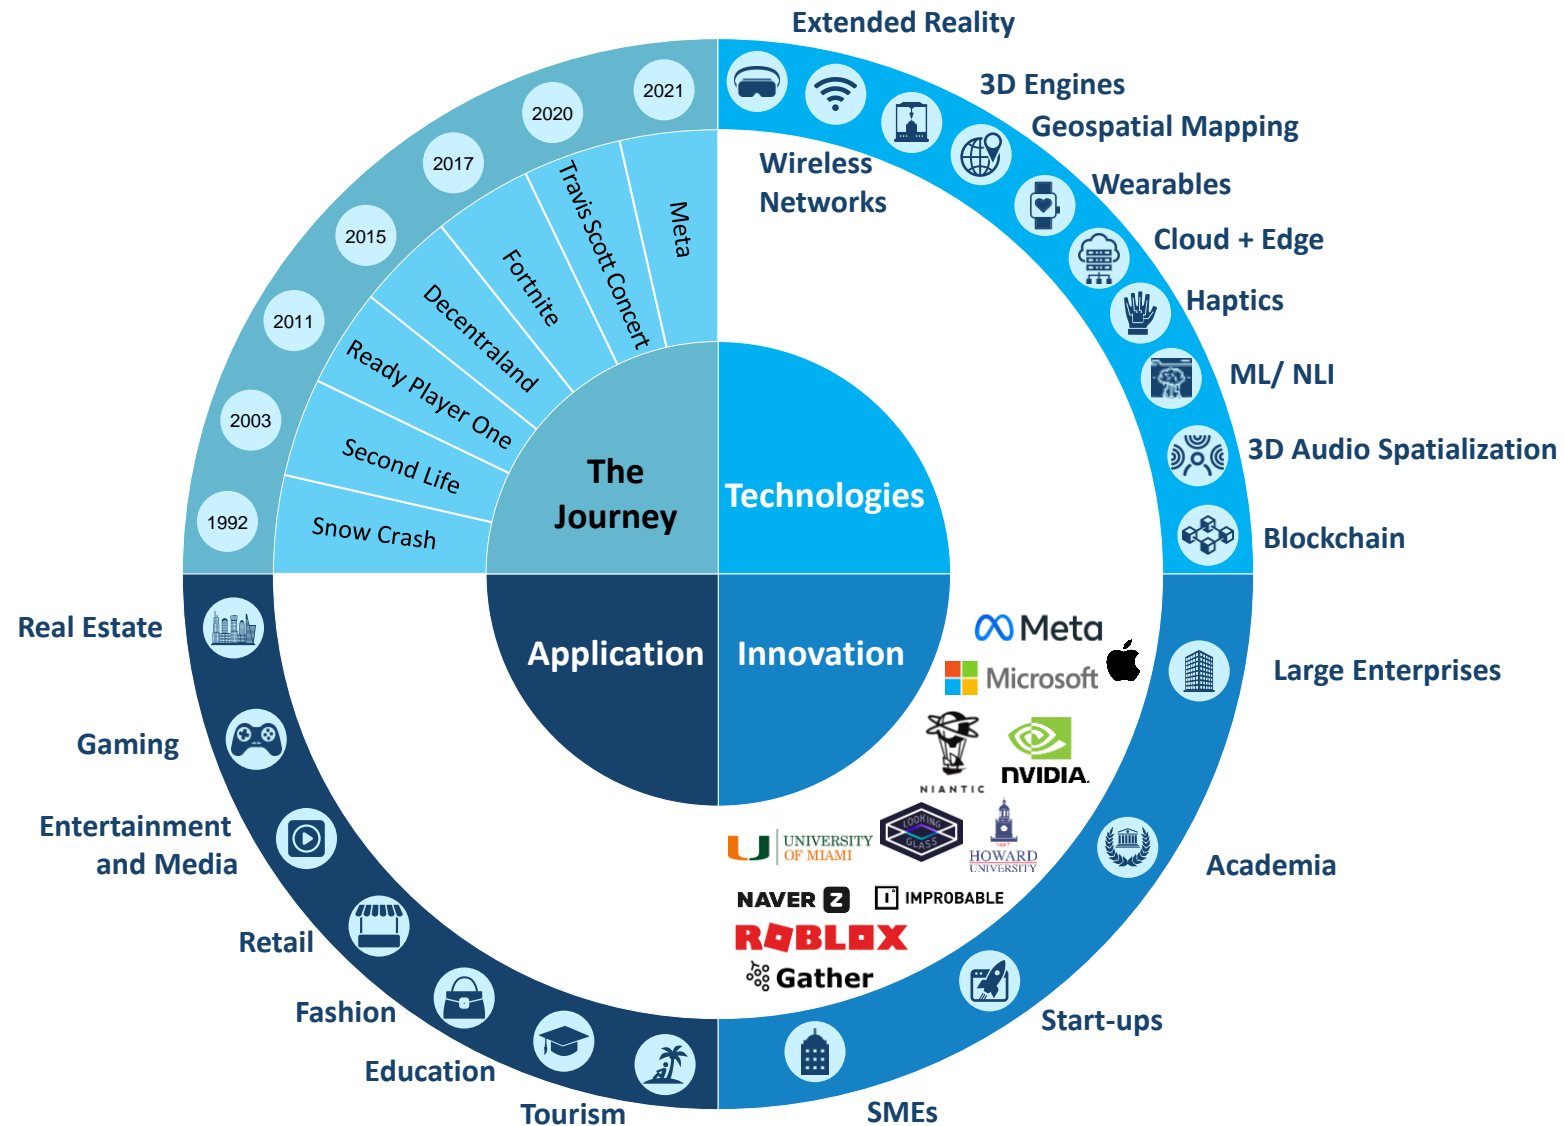 Extended Reality
3D Engines
Geospatial Mapping
Wireless
Networks
Wearables
Cloud + Edge
Haptics
ML/ NLI
3D Audio Spatialization
Blockchain
2021
2020
2017
2015
2011
2003
1992
Meta
Travis Scott Concert
Fortnite
Decentraland
Ready Player One
Second Life
Snow Crash
The
Journey
Technologies
Application
Innovation
Meta
Microsoft
NIANTIC
NVIDIA.
LOOKING
GLASS
UNIVERSITY
OF MIAMI
1867
HOWARD
UNIVERSITY
NAVER Z
IMPROBABLE
ROBLOX
Gather
Large Enterprises
Academia
Start-ups
SMEs
Real Estate
Gaming
Entertainment
and Media
Retail
Fashion
Education
Tourism